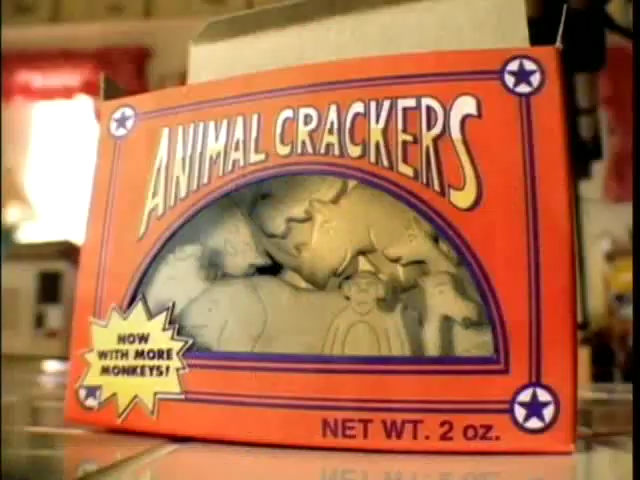 ANIMAL CRACKERS
NOW
WITH MORE
MONKEYS!
NET WT. 2 oz.